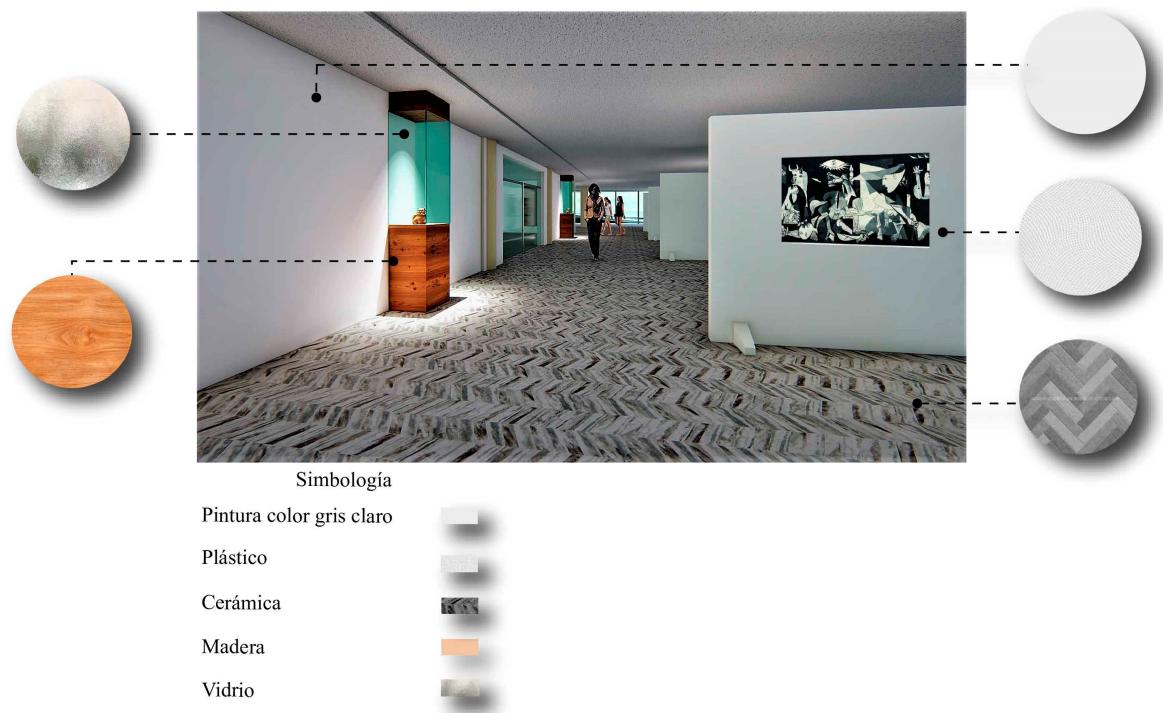 Simbología
Pintura color gris claro
Plástico
Cerámica
Madera
Vidrio